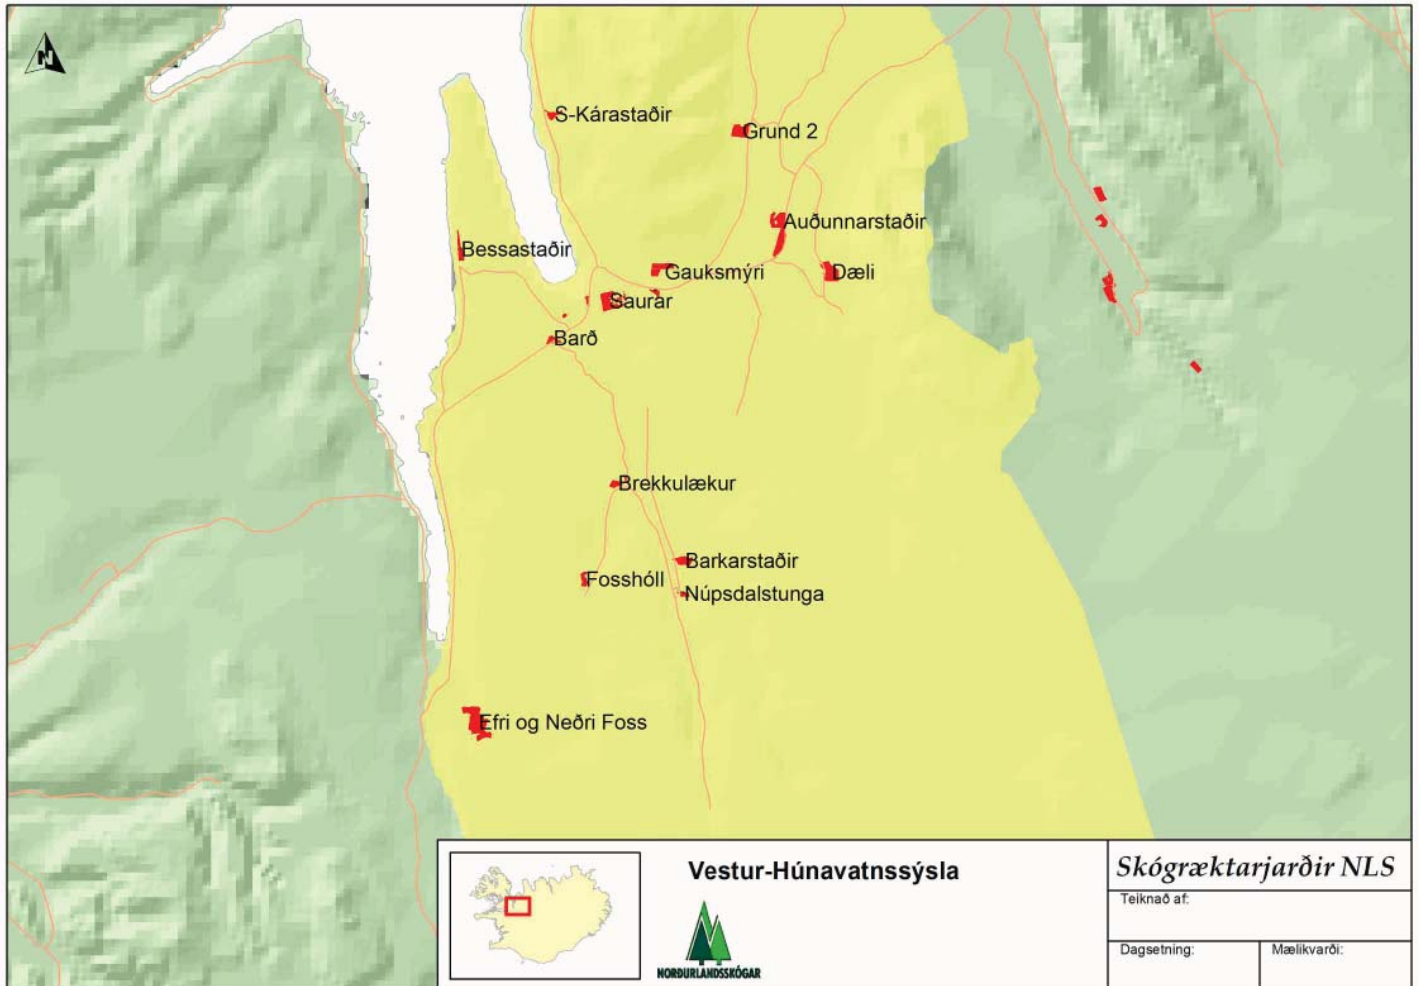 N
S-Kárastaðir
Grund 2
Auðunnarstaðir
Bessastaðir
Gauksmýri
Dæli
Saurar
Barð
Brekkulækur
Barkarstaðir
Fosshóll
Núpsdalstunga
Efri og Neðri Foss
Vestur-Húnavatnssýsla
NORÐURLANDSSKÓGAR
Skógræktarjarðir NLS
Teiknað af:
Dagsetning:
Mælikvarði: